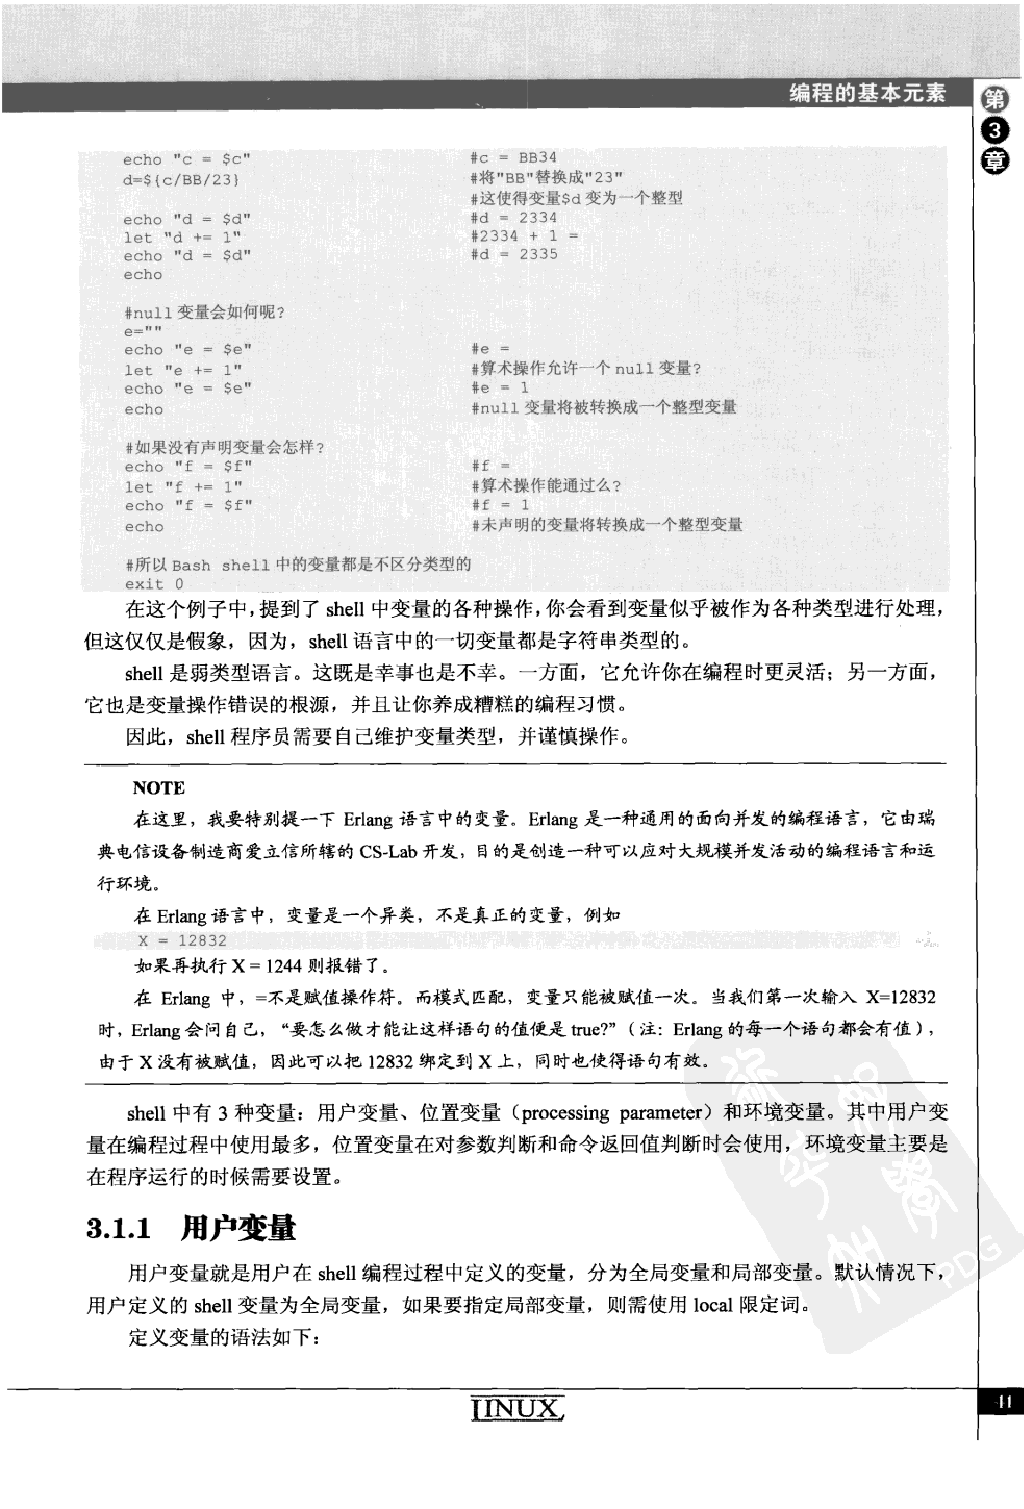 编程的基本元素
第
3
章
echo "c = $c" #c = BB34
d=${c/BB/23} #将"BB"替换成"23"
#这使得变量$d 变为一个整型
echo "d = $d" #d = 2334
let "d += 1" #2334 + 1 =
echo "d = $d" #d = 2335
echo
#null 变量会如何呢?
e=""
echo "e = $e" #e =
let "e += 1" #算术操作允许一个 null 变量?
echo "e = $e" #e = 1
echo #null 变量将被转换成一个整型变量
#如果没有声明变量会怎样?
echo "f = $f" #f =
let "f += 1" #算术操作能通过么?
echo "f = $f" #f = 1
echo #未声明的变量将转换成一个整型变量
#所以 Bash shell 中的变量都是不区分类型的
exit 0
在这个例子中，提到了 shell 中变量的各种操作，你会看到变量似乎被作为各种类型进行处理，
但这仅仅是假象，因为，shell 语言中的一切变量都是字符串类型的。
shell 是弱类型语言。这既是幸事也是不幸。一方面，它允许你在编程时更灵活；另一方面，
它也是变量操作错误的根源，并且让你养成糟糕的编程习惯。
因此，shell 程序员需要自己维护变量类型，并谨慎操作。
NOTE
在这里，我要特别提一下 Erlang 语言中的变量。Erlang 是一种通用的面向并发的编程语言，它由瑞
典电信设备制造商爱立信所辖的 CS-Lab 开发，目的是创造一种可以应对大规模并发活动的编程语言和运
行环境。
在 Erlang 语言中，变量是一个异类，不是真正的变量，例如
X = 12832
如果再执行 X = 1244 则报错了。
在 Erlang 中，=不是赋值操作符。而模式匹配，变量只能被赋值一次。当我们第一次输入 X=12832
时，Erlang 会问自己，“要怎么做才能让这样语句的值便是 true?”（注：Erlang 的每一个语句都会有值），
由于 X 没有被赋值，因此可以把 12832 绑定到 X 上，同时也使得语句有效。
shell 中有 3 种变量：用户变量、位置变量（processing parameter）和环境变量。其中用户变
量在编程过程中使用最多，位置变量在对参数判断和命令返回值判断时会使用，环境变量主要是
在程序运行的时候需要设置。
3.1.1 用户变量
用户变量就是用户在 shell 编程过程中定义的变量，分为全局变量和局部变量。默认情况下，
用户定义的 shell 变量为全局变量，如果要指定局部变量，则需使用 local 限定词。
定义变量的语法如下：
PDG
LINUX
41